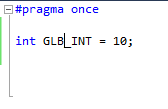 #pragma once
int GLB_INT = 10;